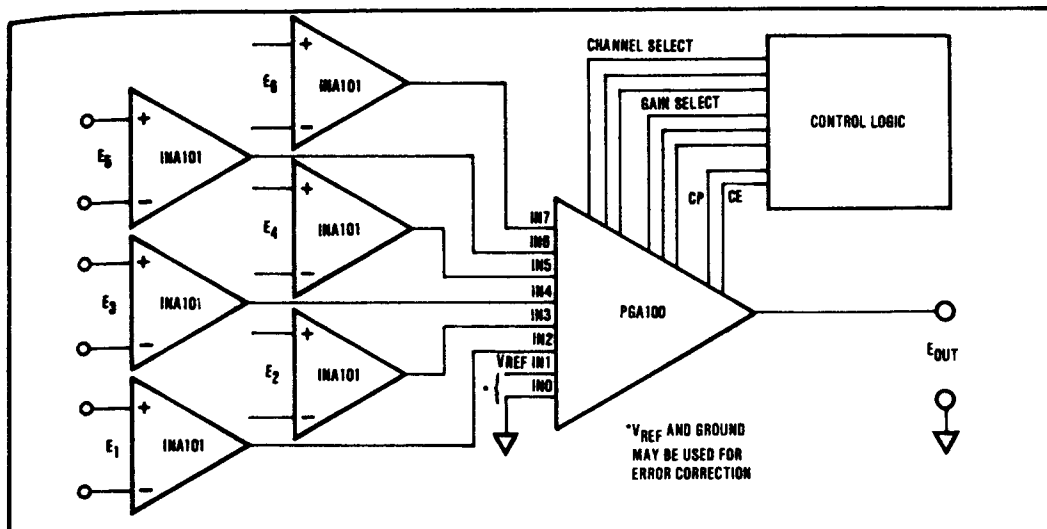 CHANNEL SELECT
GAIN SELECT
CONTROL LOGIC
CP
CE
E6
+
INA101
−
E5
+
INA101
−
E4
+
INA101
−
E3
+
INA101
−
E2
+
INA101
−
E1
+
INA101
−
IN7
IN6
IN5
IN4
IN3
IN2
VREF IN1
* IN0
PGA100
EOUT
*VREF AND GROUND
MAY BE USED FOR
ERROR CORRECTION